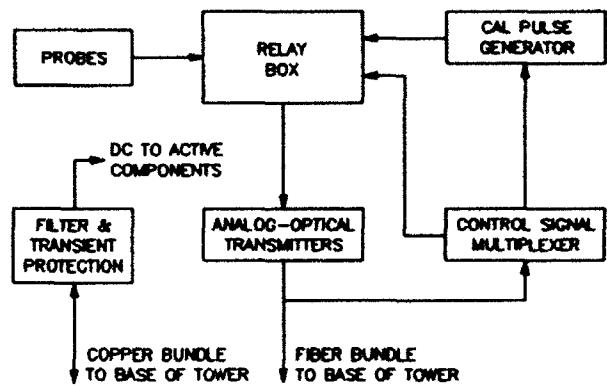 PROBES
RELAY
BOX
CAL PULSE
GENERATOR
DC TO ACTIVE
COMPONENTS
FILTER &
TRANSIENT
PROTECTION
ANALOG-OPTICAL
TRANSMITTERS
CONTROL SIGNAL
MULTIPLEXER
COPPER BUNDLE
TO BASE OF TOWER
FIBER BUNDLE
TO BASE OF TOWER